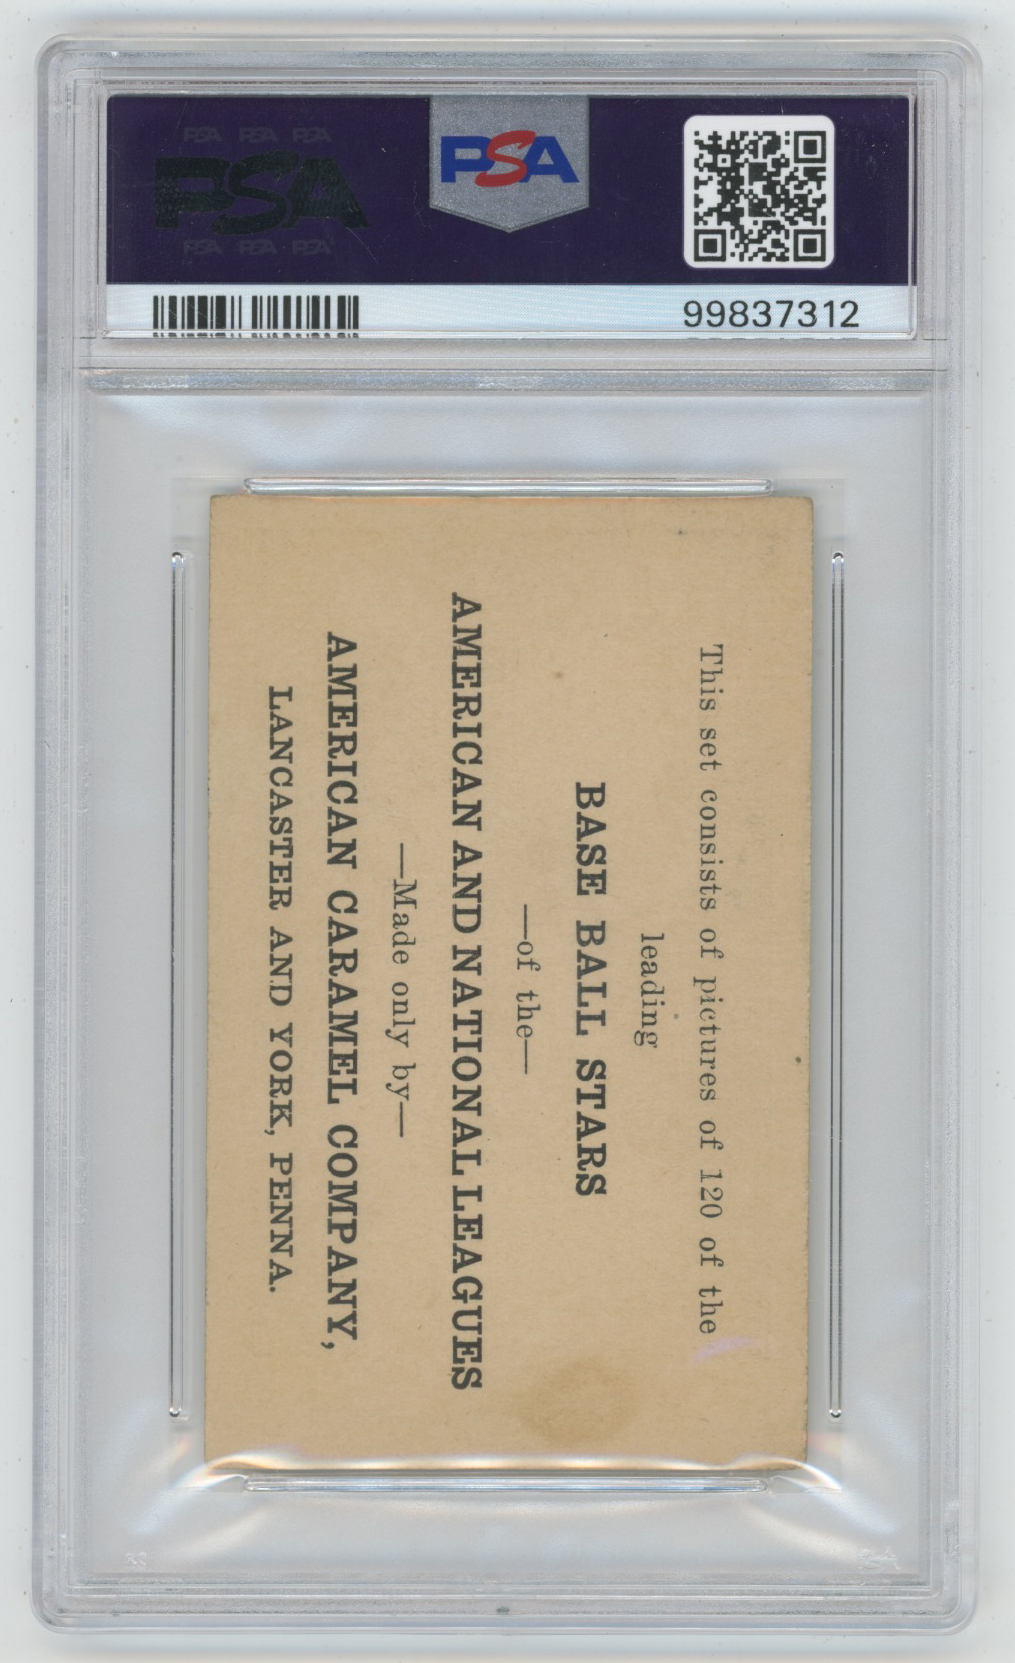 PSA PSA PSA
PSA
PSA PSA PSA
PSA
99837312
This set consists of pictures of 120 of the
leading
BASE BALL STARS
—of the—
AMERICAN AND NATIONAL LEAGUES
—Made only by—
AMERICAN CARAMEL COMPANY,
LANCASTER AND YORK, PENNA.
PSA